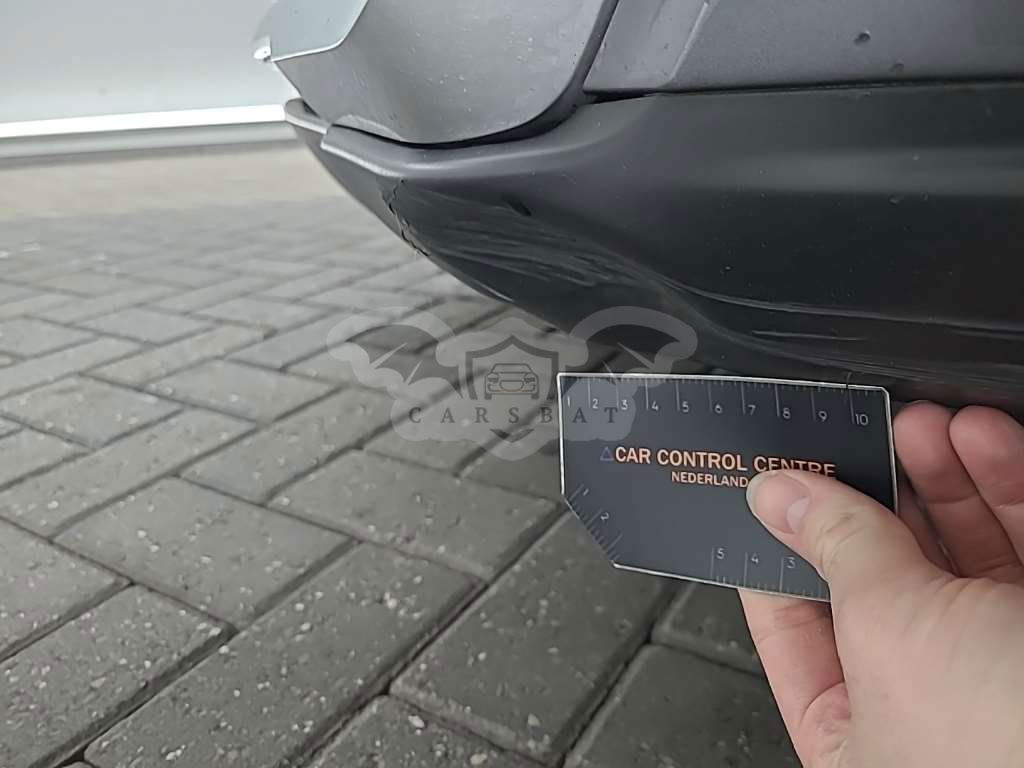 1 2 3 4 5 6 7 8 9 10
CARSBAT
CAR CONTROL CENTRE
NEDERLAND
2
5 4 3